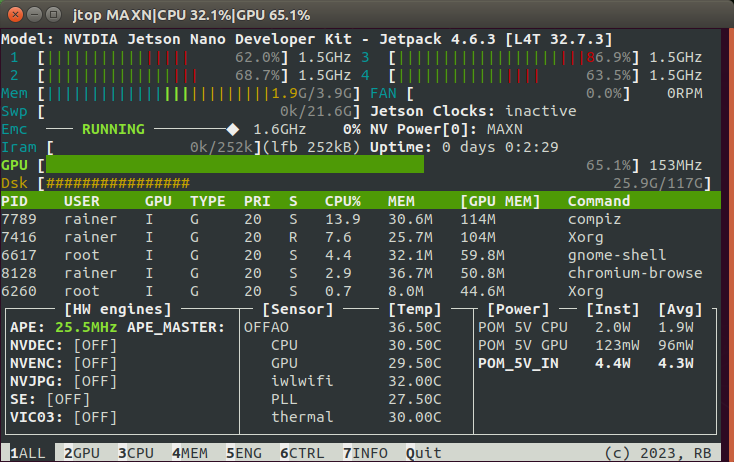 jtop MAXN|CPU 32.1%|GPU 65.1%
Model: NVIDIA Jetson Nano Developer Kit - Jetpack 4.6.3 [L4T 32.7.3]
1 [|||||||||||||||||| 62.0%] 1.5GHz 3 [|||||||||||||||||||||||86.9%] 1.5GHz
2 [||||||||||||||||||| 68.7%] 1.5GHz 4 [|||||||||||||||||| 63.5%] 1.5GHz
Mem [|||||||||||||||||||||||||||1.9G/3.9G] FAN [ 0.0%] 0RPM
Swp [ 0k/21.6G] Jetson Clocks: inactive
Emc ─── RUNNING ────────◆ 1.6GHz 0% NV Power[0]: MAXN
Iram [ 0k/252k](lfb 252kB) Uptime: 0 days 0:2:29
GPU [ 65.1%] 153MHz
Dsk [################ 25.9G/117G]
PID USER GPU TYPE PRI S CPU% MEM [GPU MEM] Command
7789 rainer I G 20 S 13.9 30.6M 114M compiz
7416 rainer I G 20 R 7.6 25.7M 104M Xorg
6617 root I G 20 S 4.4 32.1M 59.8M gnome-shell
8128 rainer I G 20 S 2.9 36.7M 50.8M chromium-browse
6260 root I G 20 S 0.7 8.0M 44.6M Xorg
[HW engines] [Sensor] [Temp] [Power] [Inst] [Avg]
APE: 25.5MHz APE_MASTER: OFFAO 36.50C POM 5V CPU 2.0W 1.9W
NVDEC: [OFF] CPU 30.50C POM 5V GPU 123mW 96mW
NVENC: [OFF] GPU 29.50C POM_5V_IN 4.4W 4.3W
NVJPG: [OFF] iwlwifi 32.00C
SE: [OFF] PLL 27.50C
VIC03: [OFF] thermal 30.00C
1ALL 2GPU 3CPU 4MEM 5ENG 6CTRL 7INFO Quit (c) 2023, RB